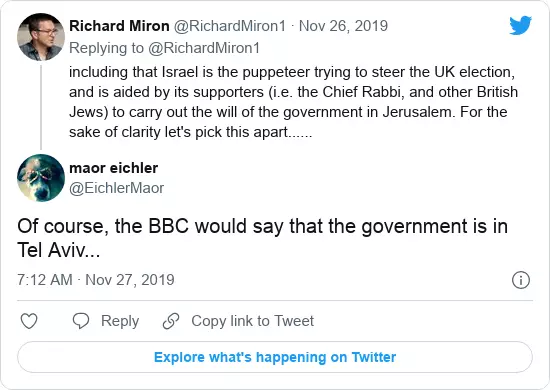 Richard Miron @RichardMiron1 · Nov 26, 2019
Replying to @RichardMiron1
including that Israel is the puppeteer trying to steer the UK election,
and is aided by its supporters (i.e. the Chief Rabbi, and other British
Jews) to carry out the will of the government in Jerusalem. For the
sake of clarity let's pick this apart......
maor eichler
@EichlerMaor
Of course, the BBC would say that the government is in
Tel Aviv...
7:12 AM · Nov 27, 2019
Reply Copy link to Tweet
Explore what's happening on Twitter